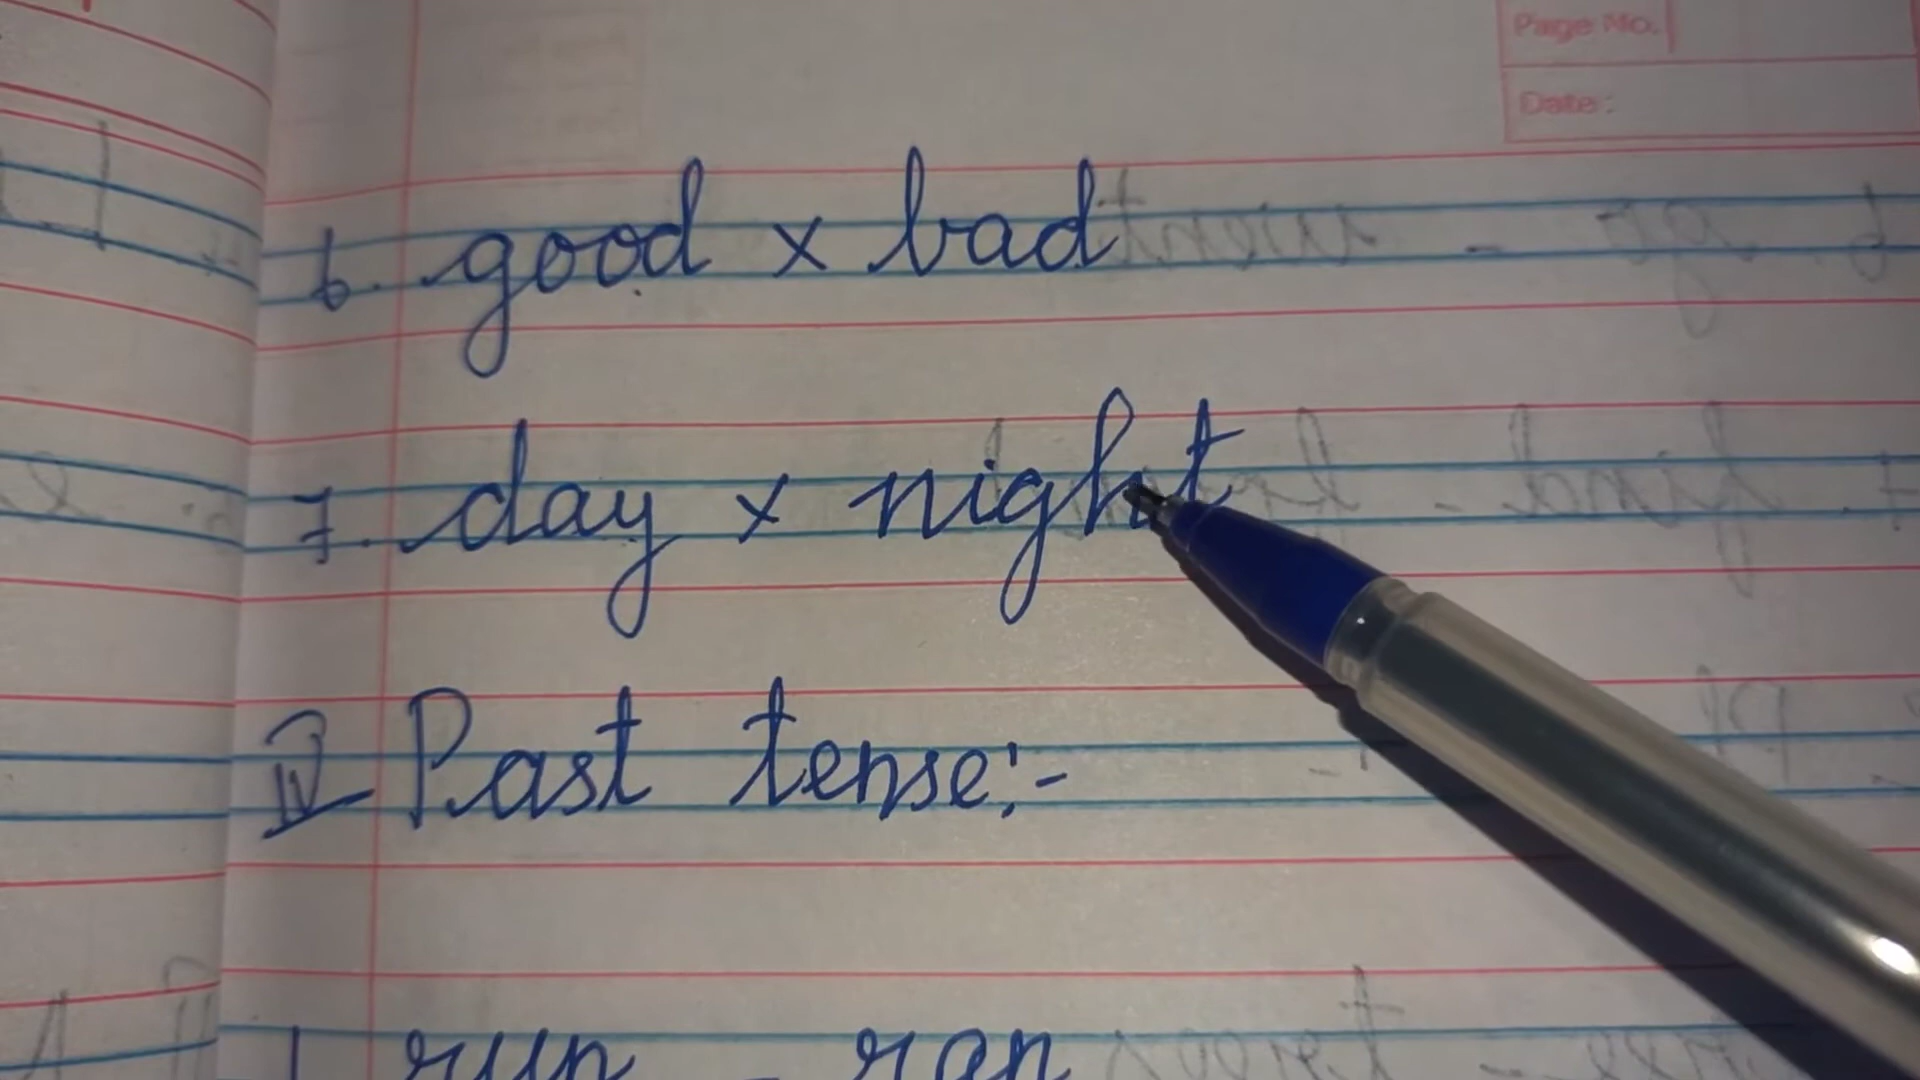 Page No.
Date:
6. good x bad
7. day x night
IV Past tense:-
1 run - ran